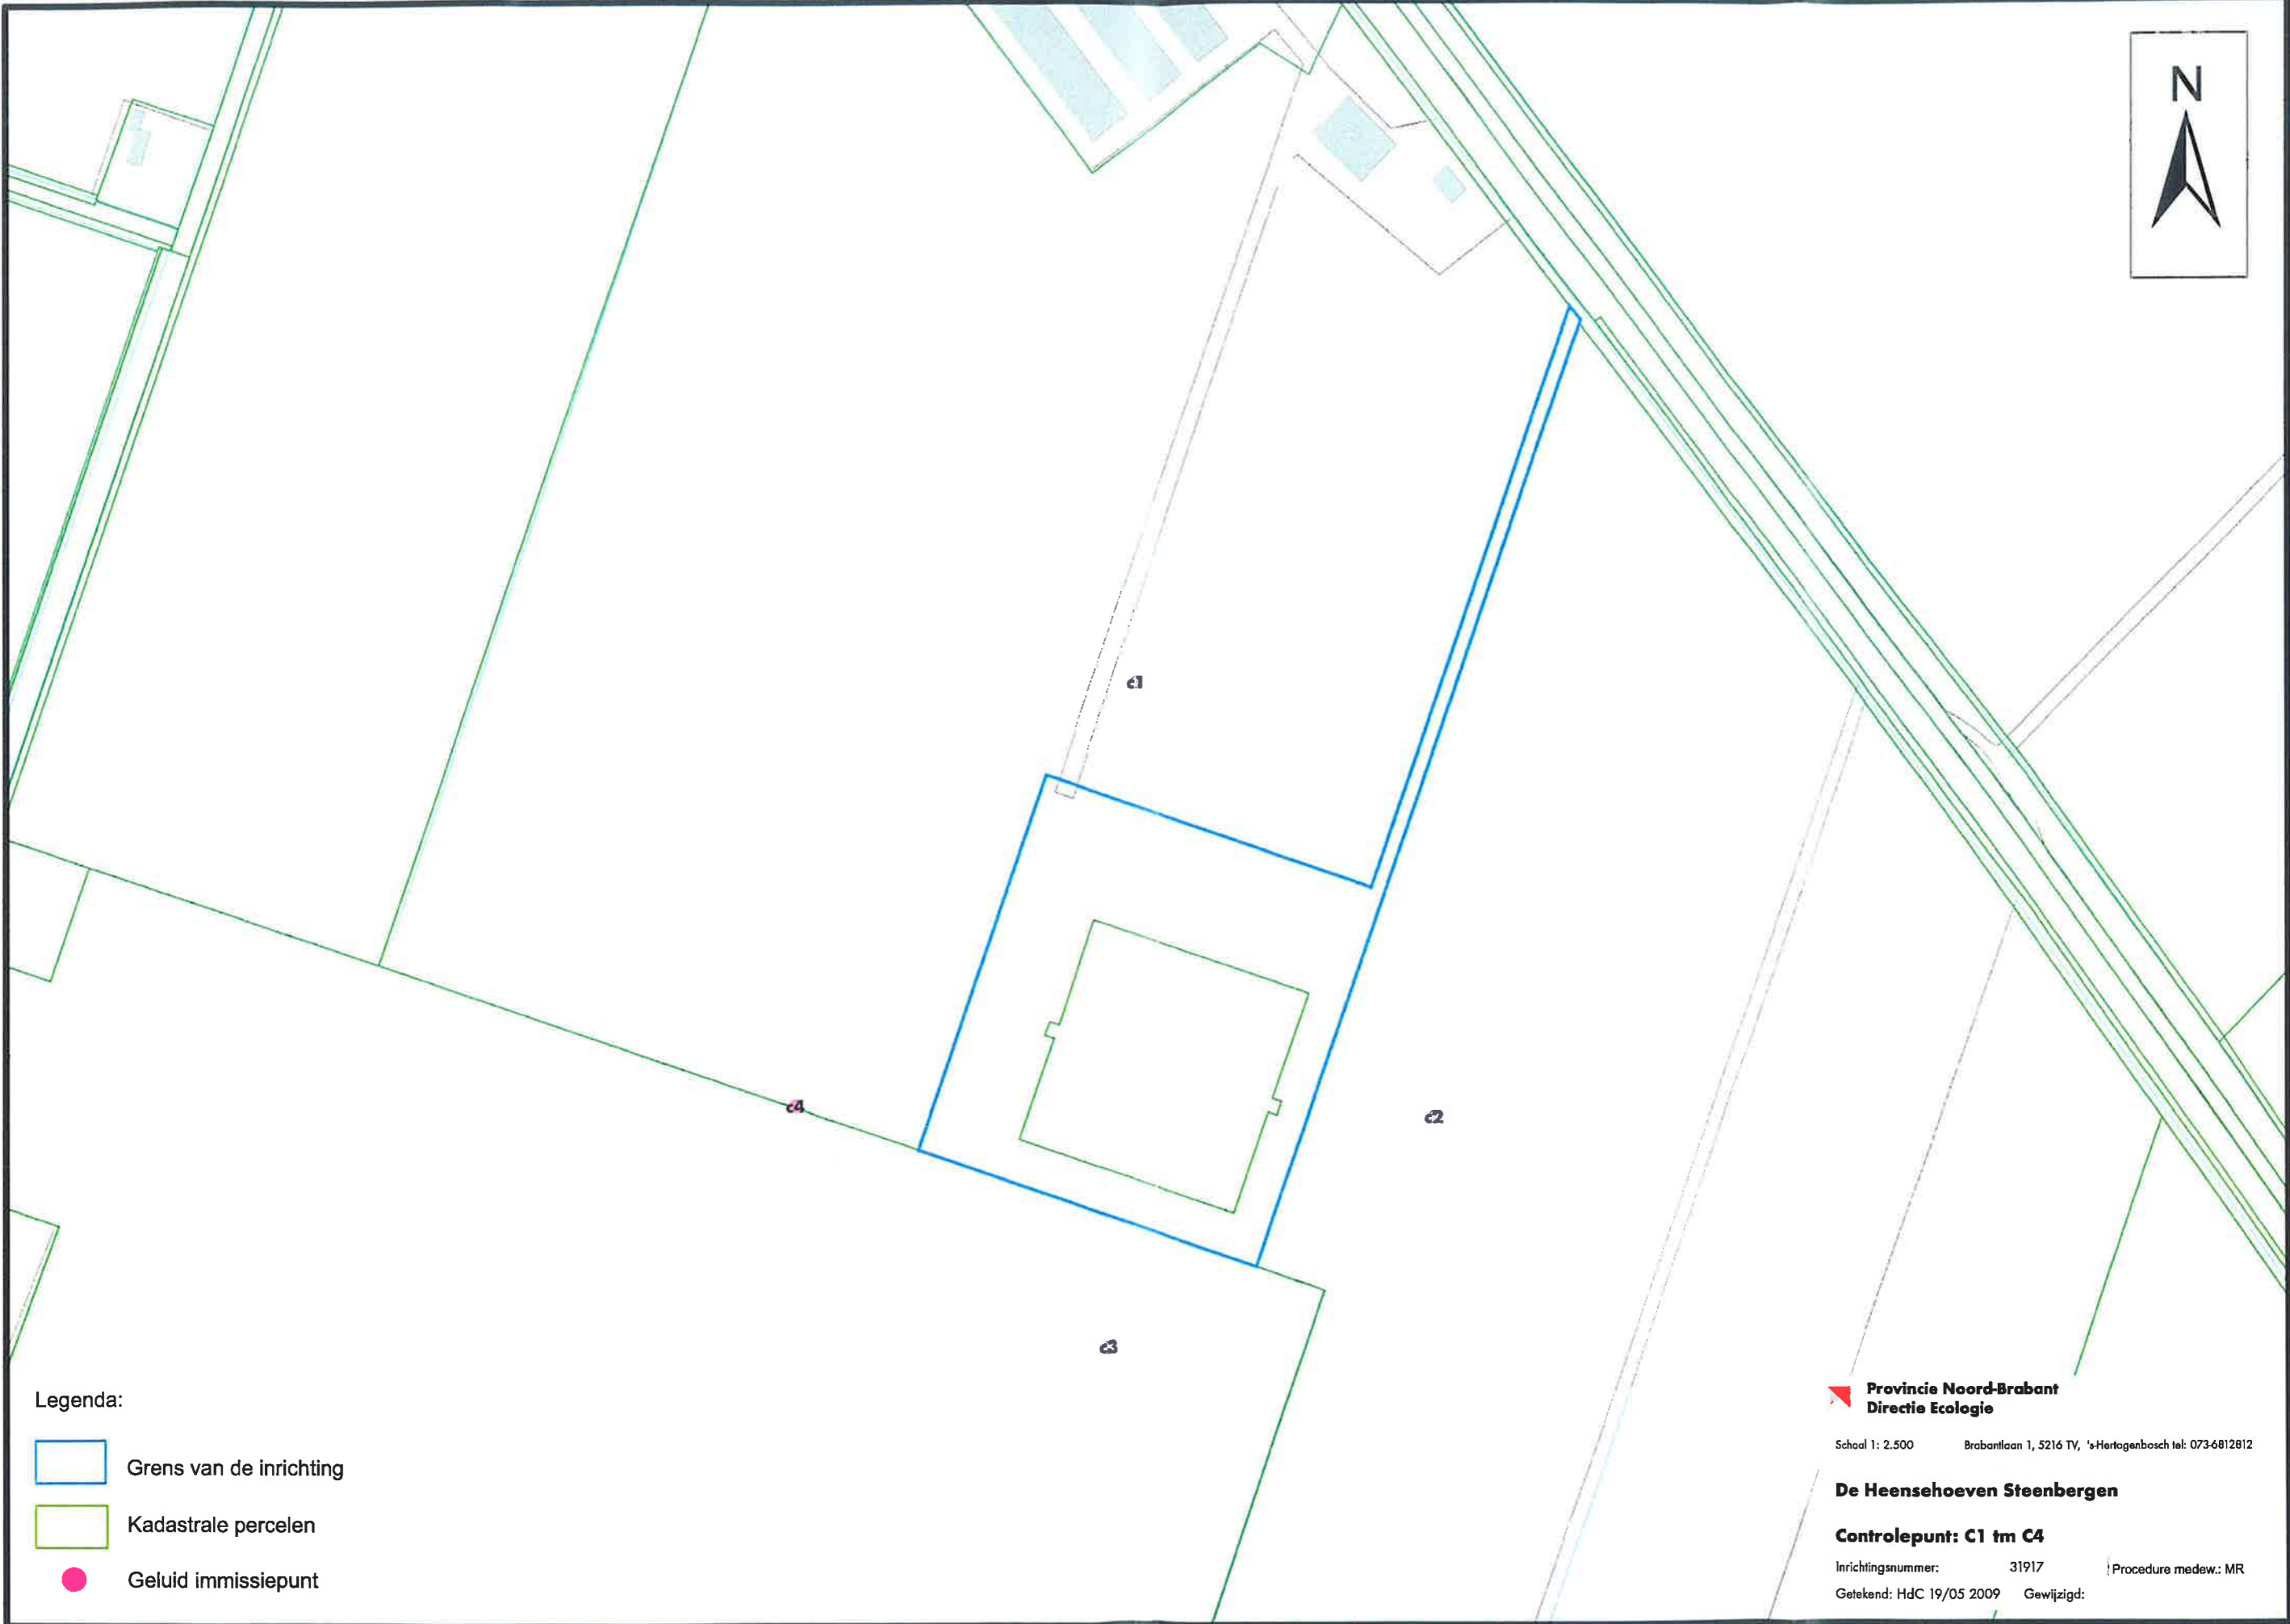 N
c1
c4
c2
c3
Legenda:
Grens van de inrichting
Kadastrale percelen
Geluid immissiepunt
Provincie Noord-Brabant
Directie Ecologie
Schaal 1: 2.500 Brabantlaan 1, 5216 TV, 's-Hertogenbosch tel: 073-6812812
De Heensehoeven Steenbergen
Controlepunt: C1 tm C4
Inrichtingsnummer: 31917 Procedure medew.: MR
Getekend: HdC 19/05 2009 Gewijzigd: